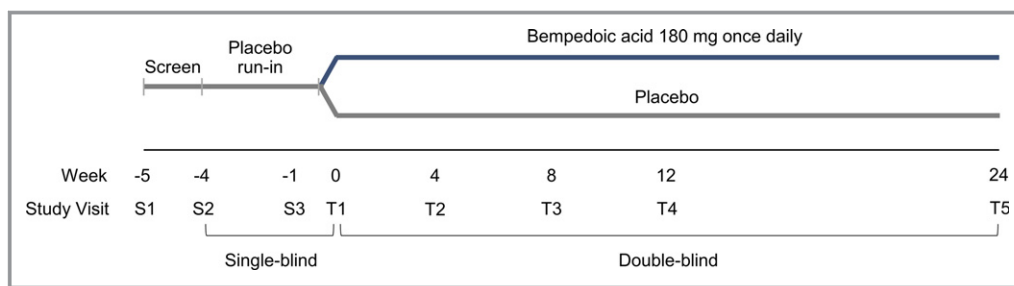 Bempedoic acid 180 mg once daily
Placebo
run-in
Screen
Placebo
Week -5 -4 -1 0 4 8 12 24
Study Visit S1 S2 S3 T1 T2 T3 T4 T5
Single-blind Double-blind